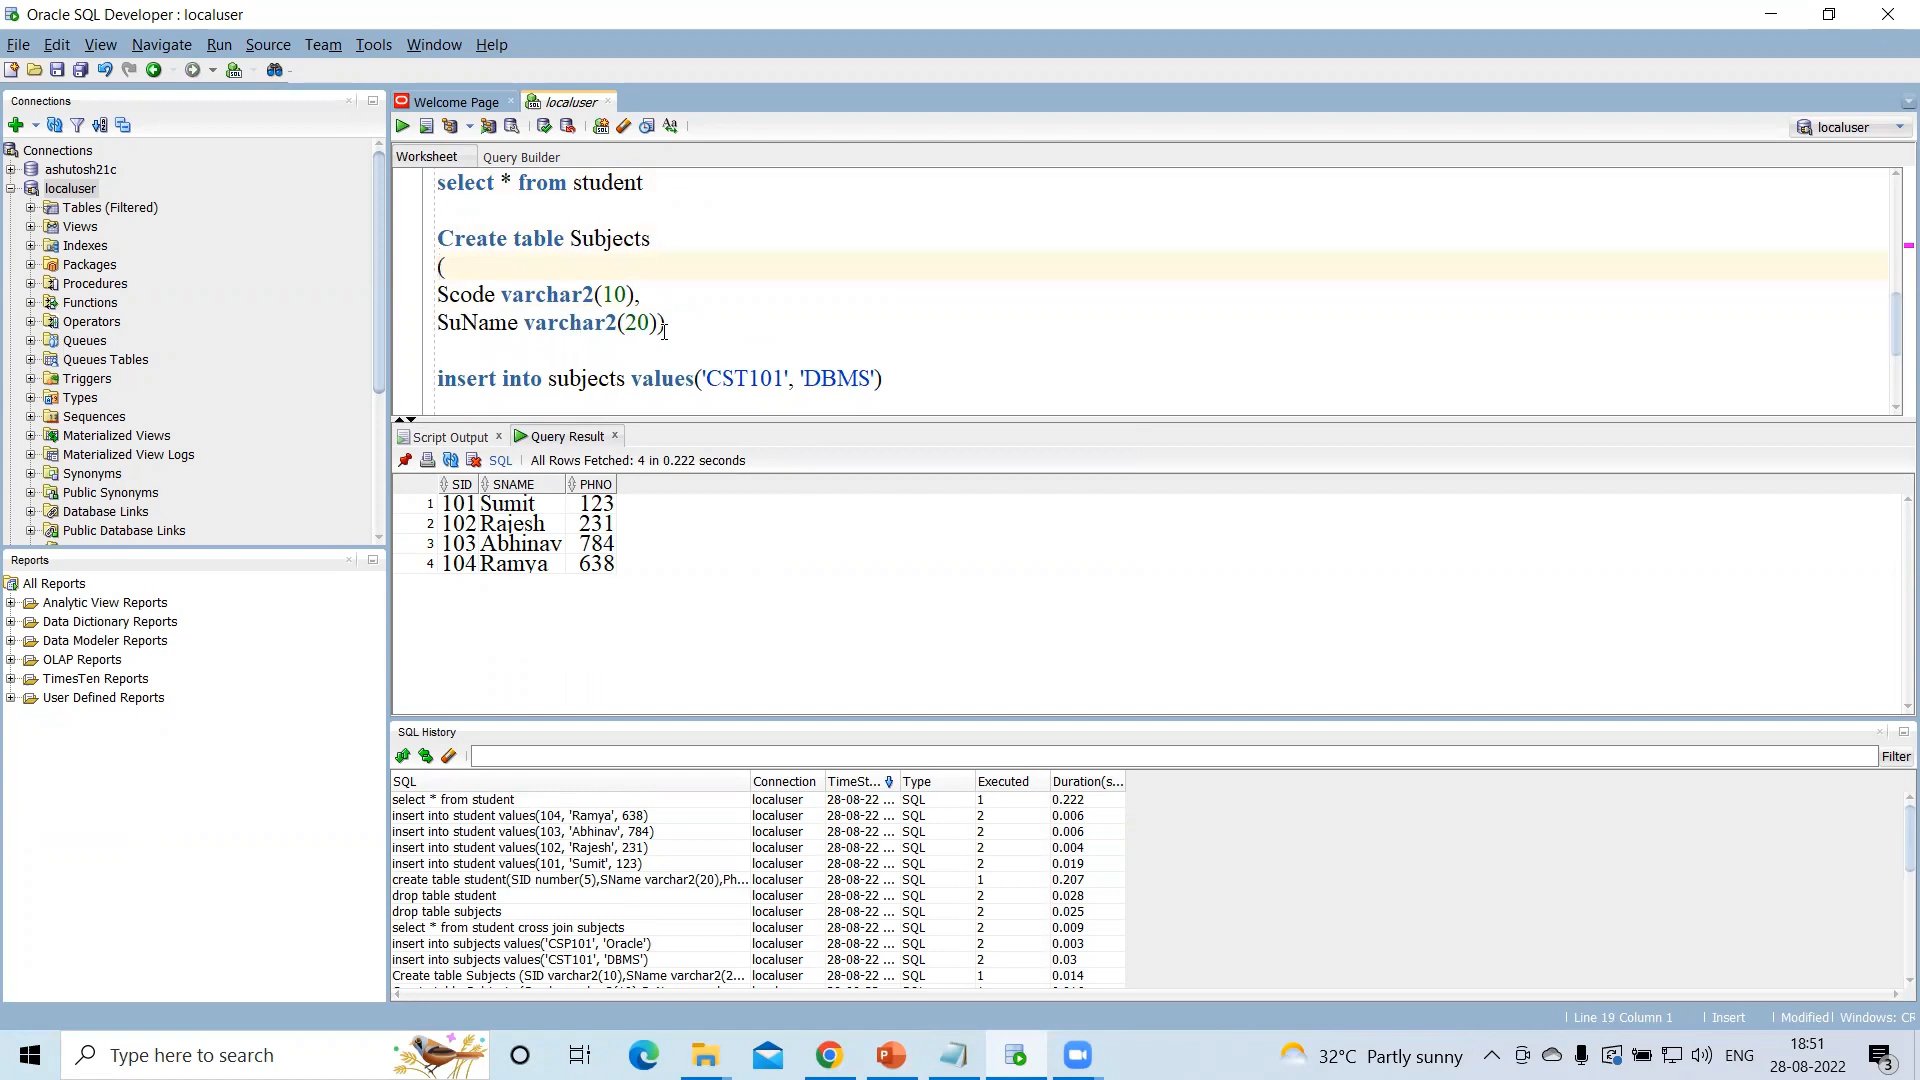 Oracle SQL Developer : localuser
File Edit View Navigate Run Source Team Tools Window Help
Connections
Connections
ashutosh21c
localuser
Tables (Filtered)
Views
Indexes
Packages
Procedures
Functions
Operators
Queues
Queues Tables
Triggers
Types
Sequences
Materialized Views
Materialized View Logs
Synonyms
Public Synonyms
Database Links
Public Database Links
Reports
All Reports
Analytic View Reports
Data Dictionary Reports
Data Modeler Reports
OLAP Reports
TimesTen Reports
User Defined Reports
Welcome Page localuser
localuser
Worksheet Query Builder
select * from student
Create table Subjects
(
Scode varchar2(10),
SuName varchar2(20))
insert into subjects values('CST101', 'DBMS')
Script Output Query Result
SQL All Rows Fetched: 4 in 0.222 seconds
SID SNAME PHNO
1 101 Sumit 123
2 102 Rajesh 231
3 103 Abhinav 784
4 104 Ramya 638
SQL History
Filter
SQL Connection TimeSt... Type Executed Duration(s...
select * from student localuser 28-08-22 ... SQL 1 0.222
insert into student values(104, 'Ramya', 638) localuser 28-08-22 ... SQL 2 0.006
insert into student values(103, 'Abhinav', 784) localuser 28-08-22 ... SQL 2 0.006
insert into student values(102, 'Rajesh', 231) localuser 28-08-22 ... SQL 2 0.004
insert into student values(101, 'Sumit', 123) localuser 28-08-22 ... SQL 2 0.019
create table student(SID number(5),SName varchar2(20),Ph... localuser 28-08-22 ... SQL 1 0.207
drop table student localuser 28-08-22 ... SQL 2 0.028
drop table subjects localuser 28-08-22 ... SQL 2 0.025
select * from student cross join subjects localuser 28-08-22 ... SQL 2 0.009
insert into subjects values('CSP101', 'Oracle') localuser 28-08-22 ... SQL 2 0.003
insert into subjects values('CST101', 'DBMS') localuser 28-08-22 ... SQL 2 0.03
Create table Subjects (SID varchar2(10),SName varchar2(2... localuser 28-08-22 ... SQL 1 0.014
Line 19 Column 1 Insert Modified Windows: CR
Type here to search
32°C Partly sunny
ENG
18:51
28-08-2022
3